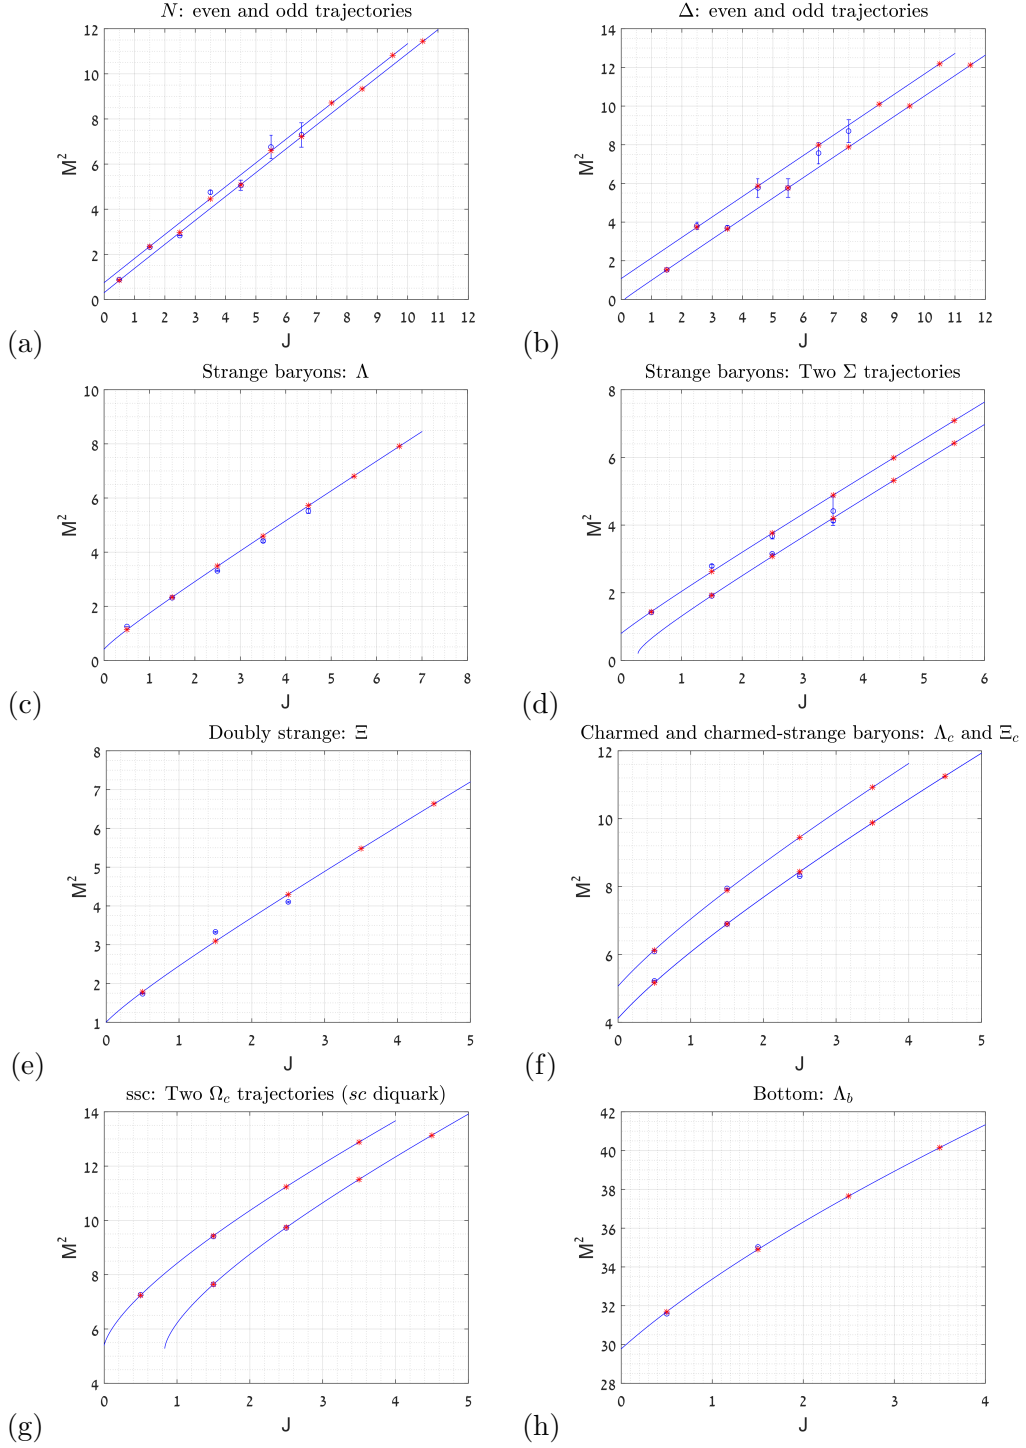 N: even and odd trajectories
12
10
8
6
4
2
0
M²
0 1 2 3 4 5 6 7 8 9 10 11 12
J
(a)
Δ: even and odd trajectories
14
12
10
8
6
4
2
0
M²
0 1 2 3 4 5 6 7 8 9 10 11 12
J
(b)
Strange baryons: Λ
10
8
6
4
2
0
M²
0 1 2 3 4 5 6 7 8
J
(c)
Strange baryons: Two Σ trajectories
8
6
4
2
0
M²
0 1 2 3 4 5 6
J
(d)
Doubly strange: Ξ
8
7
6
5
4
3
2
1
M²
0 1 2 3 4 5
J
(e)
Charmed and charmed-strange baryons: Λc and Ξc
12
10
8
6
4
M²
0 1 2 3 4 5
J
(f)
ssc: Two Ωc trajectories (sc diquark)
14
12
10
8
6
4
M²
0 1 2 3 4 5
J
(g)
Bottom: Λb
42
40
38
36
34
32
30
28
M²
0 1 2 3 4
J
(h)